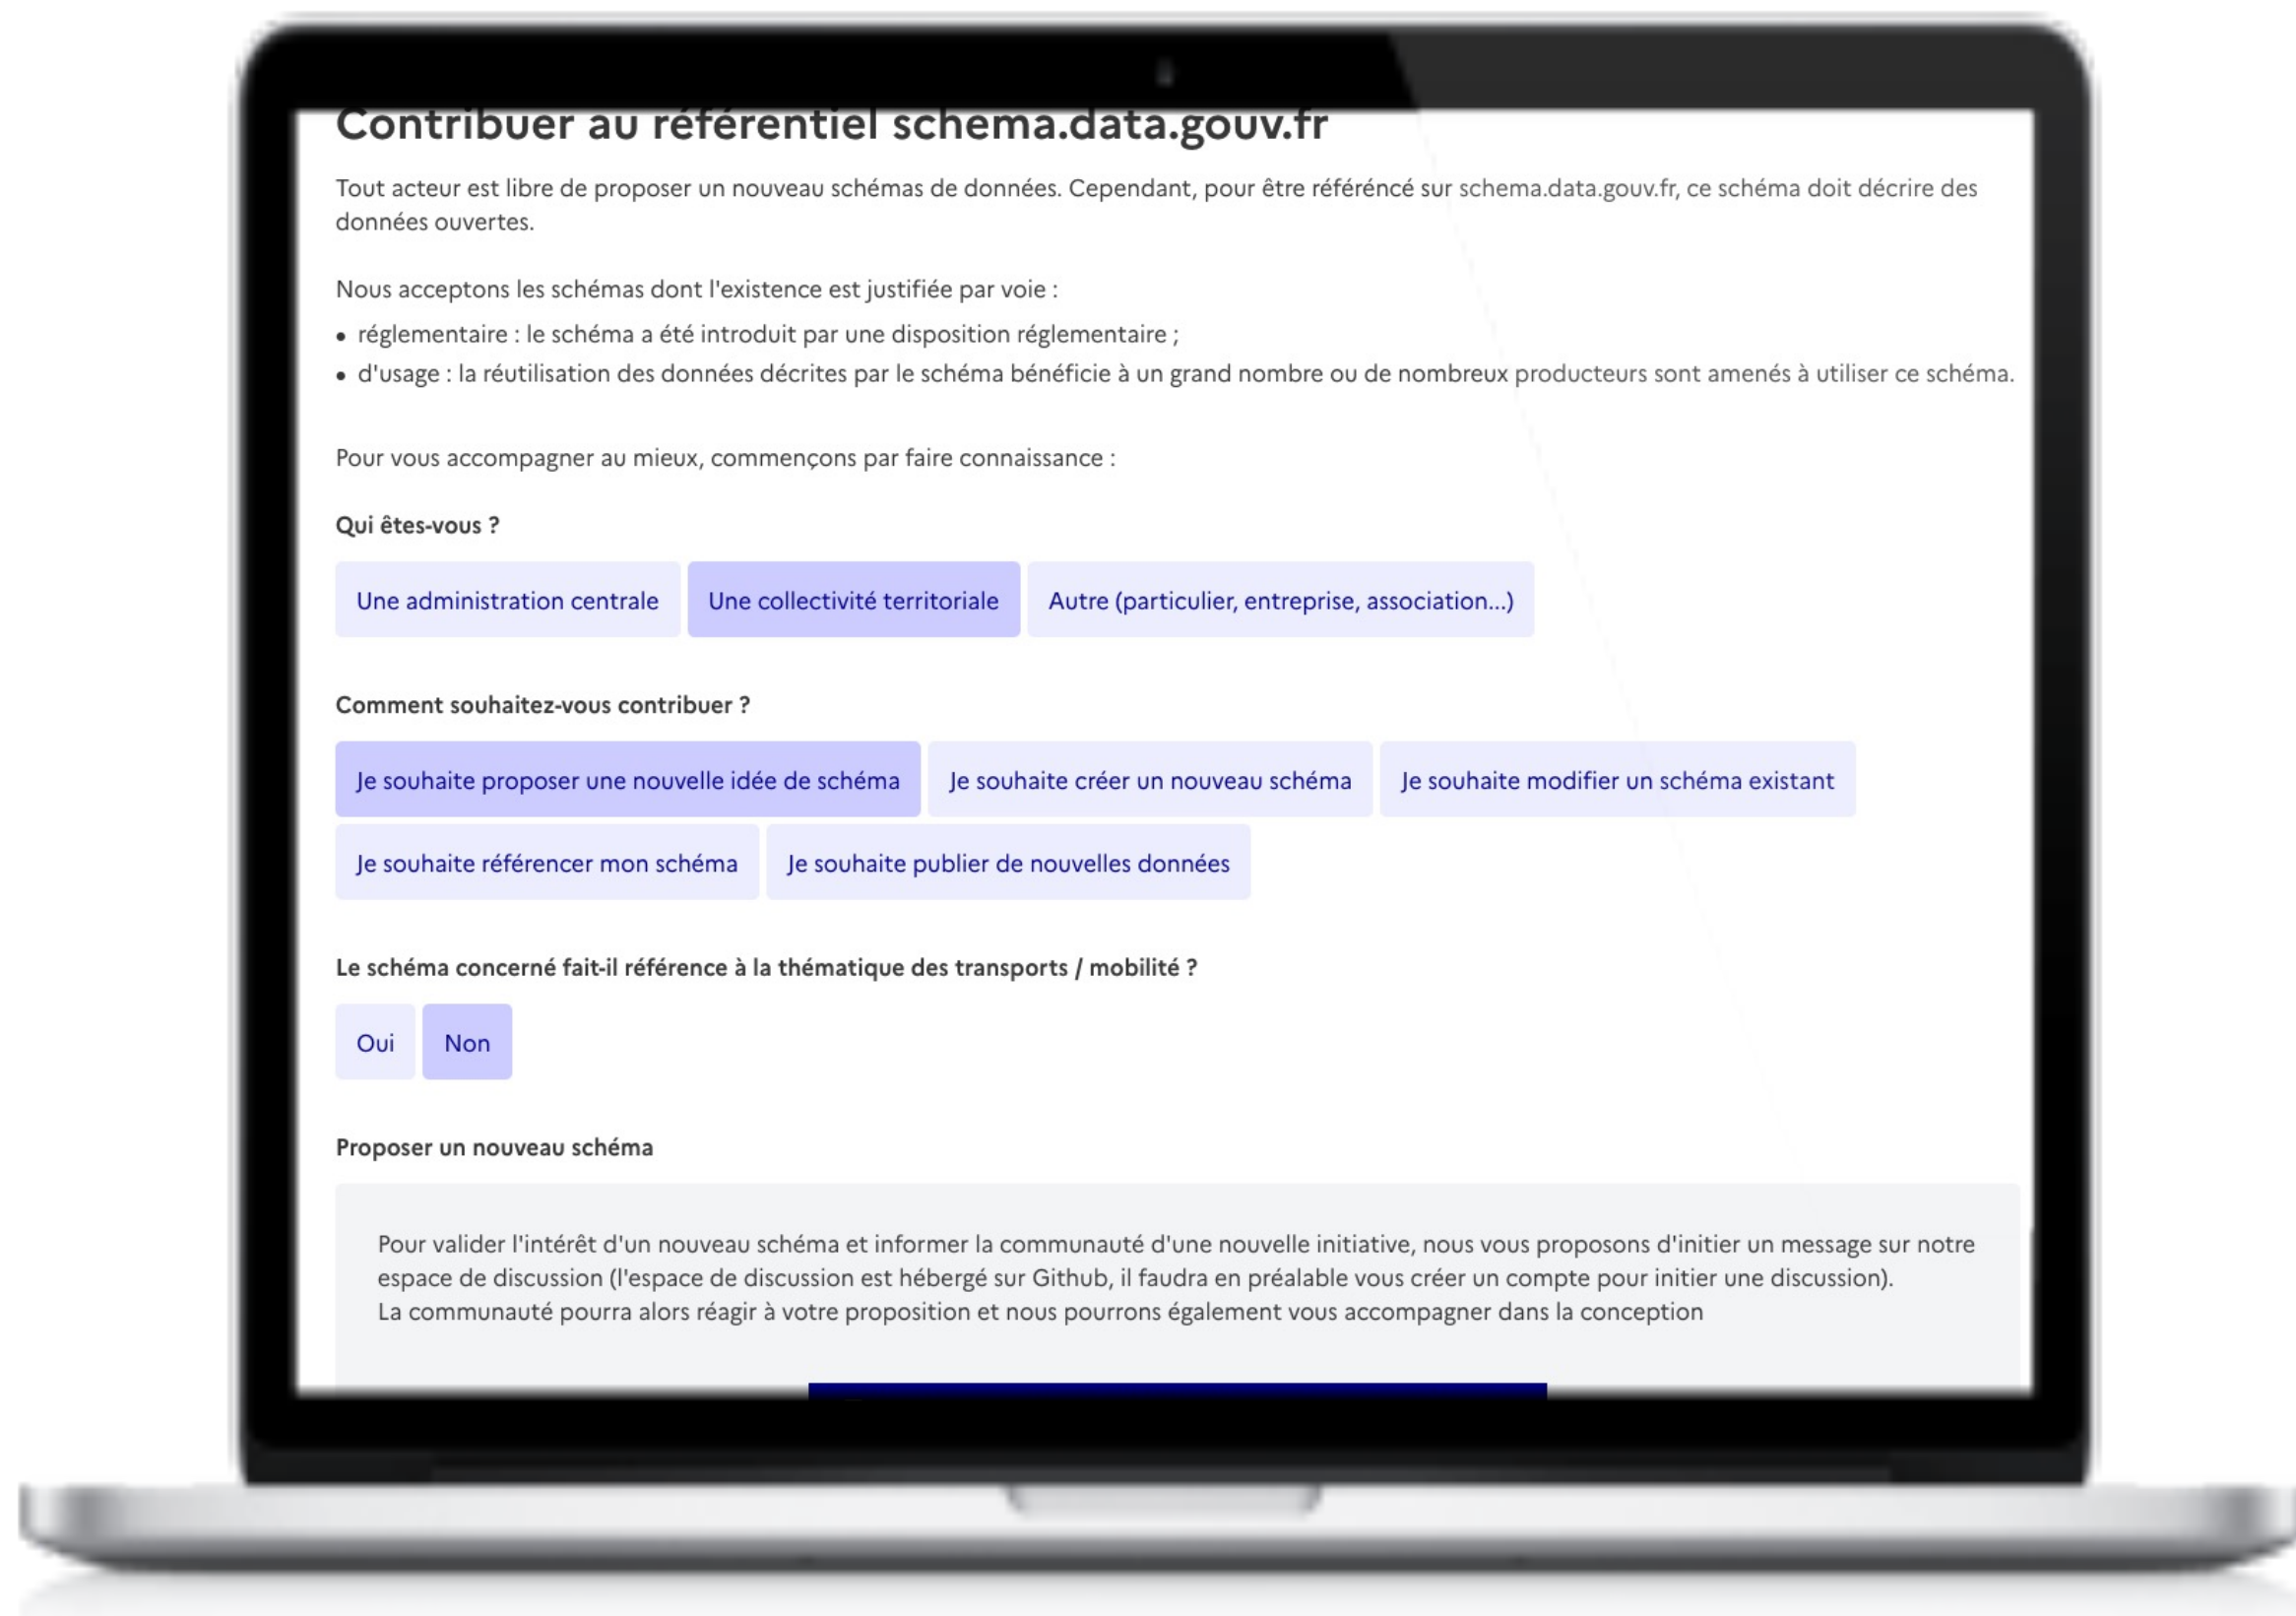 Contribuer au référentiel schema.data.gouv.fr
Tout acteur est libre de proposer un nouveau schémas de données. Cependant, pour être référéncé sur schema.data.gouv.fr, ce schéma doit décrire des
données ouvertes.
Nous acceptons les schémas dont l'existence est justifiée par voie :
• réglementaire : le schéma a été introduit par une disposition réglementaire ;
• d'usage : la réutilisation des données décrites par le schéma bénéficie à un grand nombre ou de nombreux producteurs sont amenés à utiliser ce schéma.
Pour vous accompagner au mieux, commençons par faire connaissance :
Qui êtes-vous ?
Une administration centrale Une collectivité territoriale Autre (particulier, entreprise, association...)
Comment souhaitez-vous contribuer ?
Je souhaite proposer une nouvelle idée de schéma Je souhaite créer un nouveau schéma Je souhaite modifier un schéma existant
Je souhaite référencer mon schéma Je souhaite publier de nouvelles données
Le schéma concerné fait-il référence à la thématique des transports / mobilité ?
Oui Non
Proposer un nouveau schéma
Pour valider l'intérêt d'un nouveau schéma et informer la communauté d'une nouvelle initiative, nous vous proposons d'initier un message sur notre
espace de discussion (l'espace de discussion est hébergé sur Github, il faudra en préalable vous créer un compte pour initier une discussion).
La communauté pourra alors réagir à votre proposition et nous pourrons également vous accompagner dans la conception